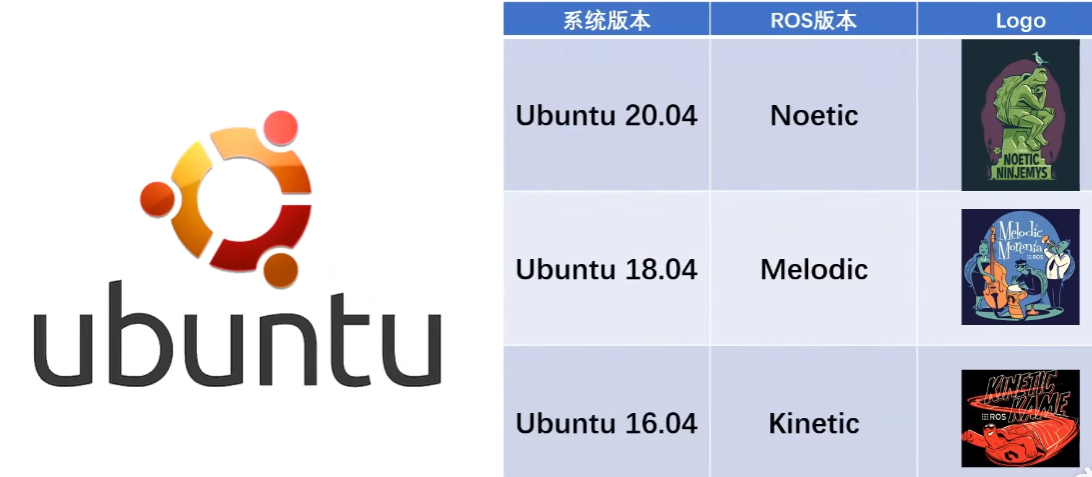 ubuntu
系统版本 ROS版本 Logo
Ubuntu 20.04 Noetic
NOETIC
NINJEMYS
Ubuntu 18.04 Melodic
Melodic
Morenia
ROS
Ubuntu 16.04 Kinetic
KINETIC
KAME
ROS